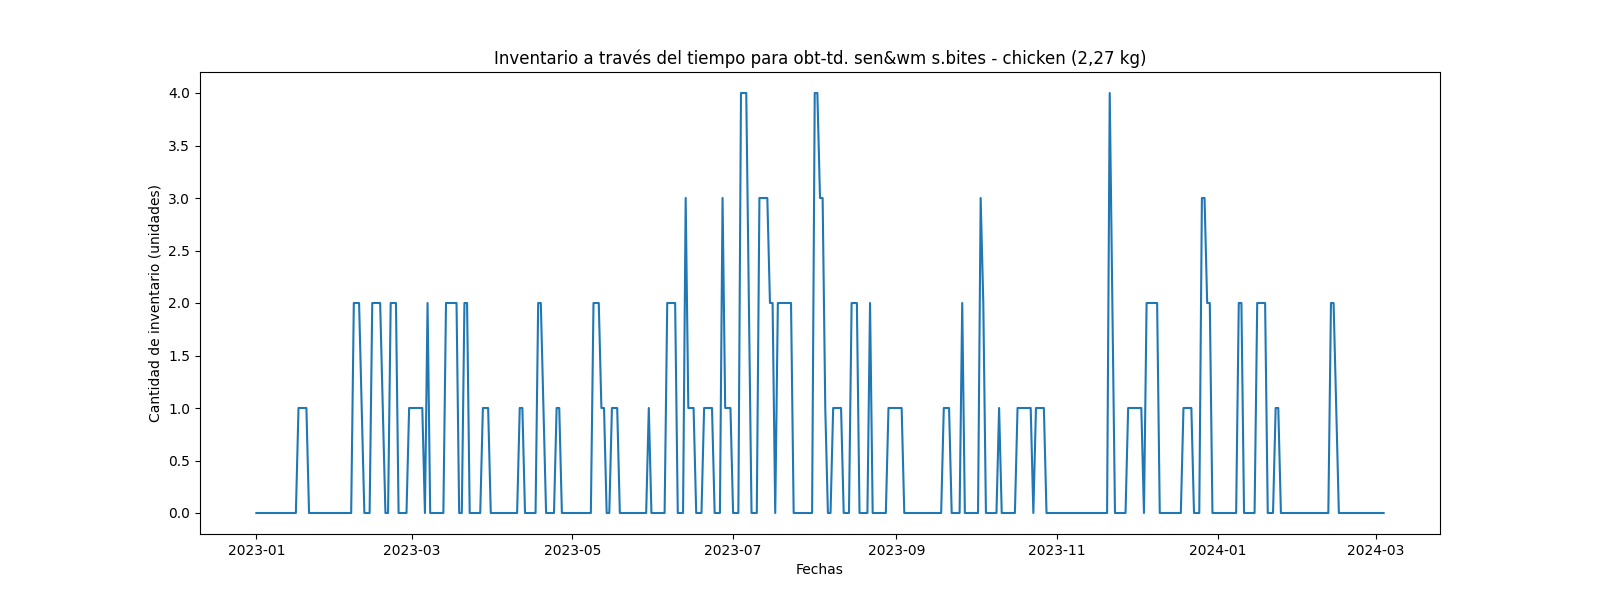 Inventario a través del tiempo para obt-td. sen&wm s.bites - chicken (2,27 kg)
Cantidad de inventario (unidades)
4.0
3.5
3.0
2.5
2.0
1.5
1.0
0.5
0.0
2023-01 2023-03 2023-05 2023-07 2023-09 2023-11 2024-01 2024-03
Fechas